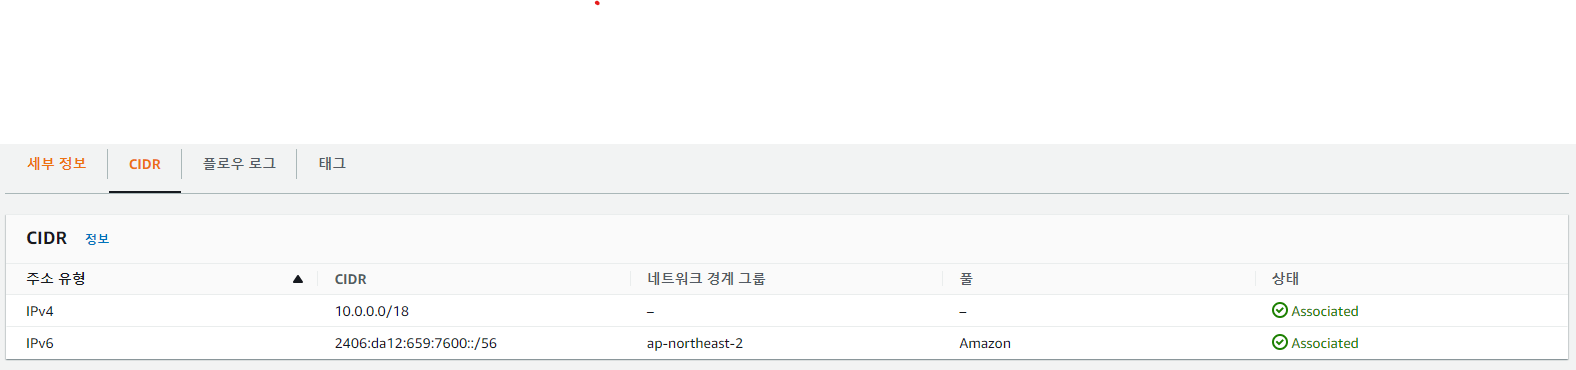 세부 정보 CIDR 플로우 로그 태그
CIDR 정보
주소 유형 CIDR 네트워크 경계 그룹 풀 상태
IPv4 10.0.0.0/18 – – Associated
IPv6 2406:da12:659:7600::/56 ap-northeast-2 Amazon Associated